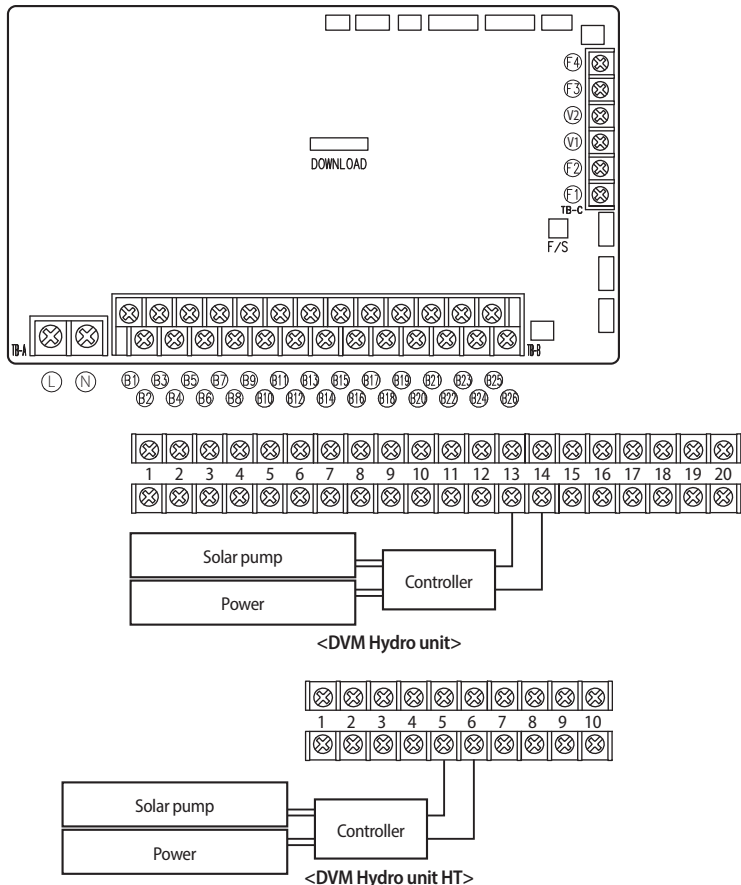 F4
F3
V2
V1
F2
F1
TB-C
DOWNLOAD
F/S
TB-A
TB-B
L N B1 B3 B5 B7 B9 B11 B13 B15 B17 B19 B21 B23 B25
B2 B4 B6 B8 B10 B12 B14 B16 B18 B20 B22 B24 B26
1 2 3 4 5 6 7 8 9 10 11 12 13 14 15 16 17 18 19 20
Solar pump
Controller
Power
<DVM Hydro unit>
1 2 3 4 5 6 7 8 9 10
Solar pump
Controller
Power
<DVM Hydro unit HT>